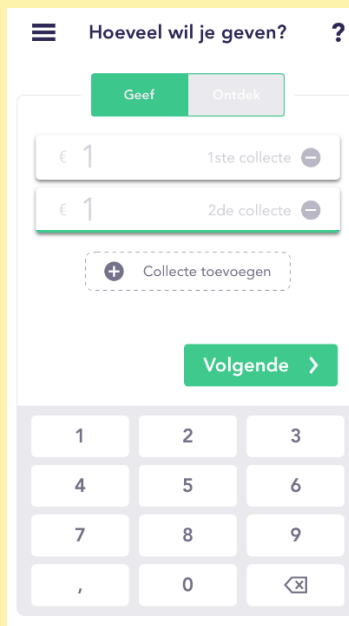 Hoeveel wil je geven? ?
Geef Ontdek
€ 1 1ste collecte
€ 1 2de collecte
Collecte toevoegen
Volgende
1 2 3
4 5 6
7 8 9
, 0